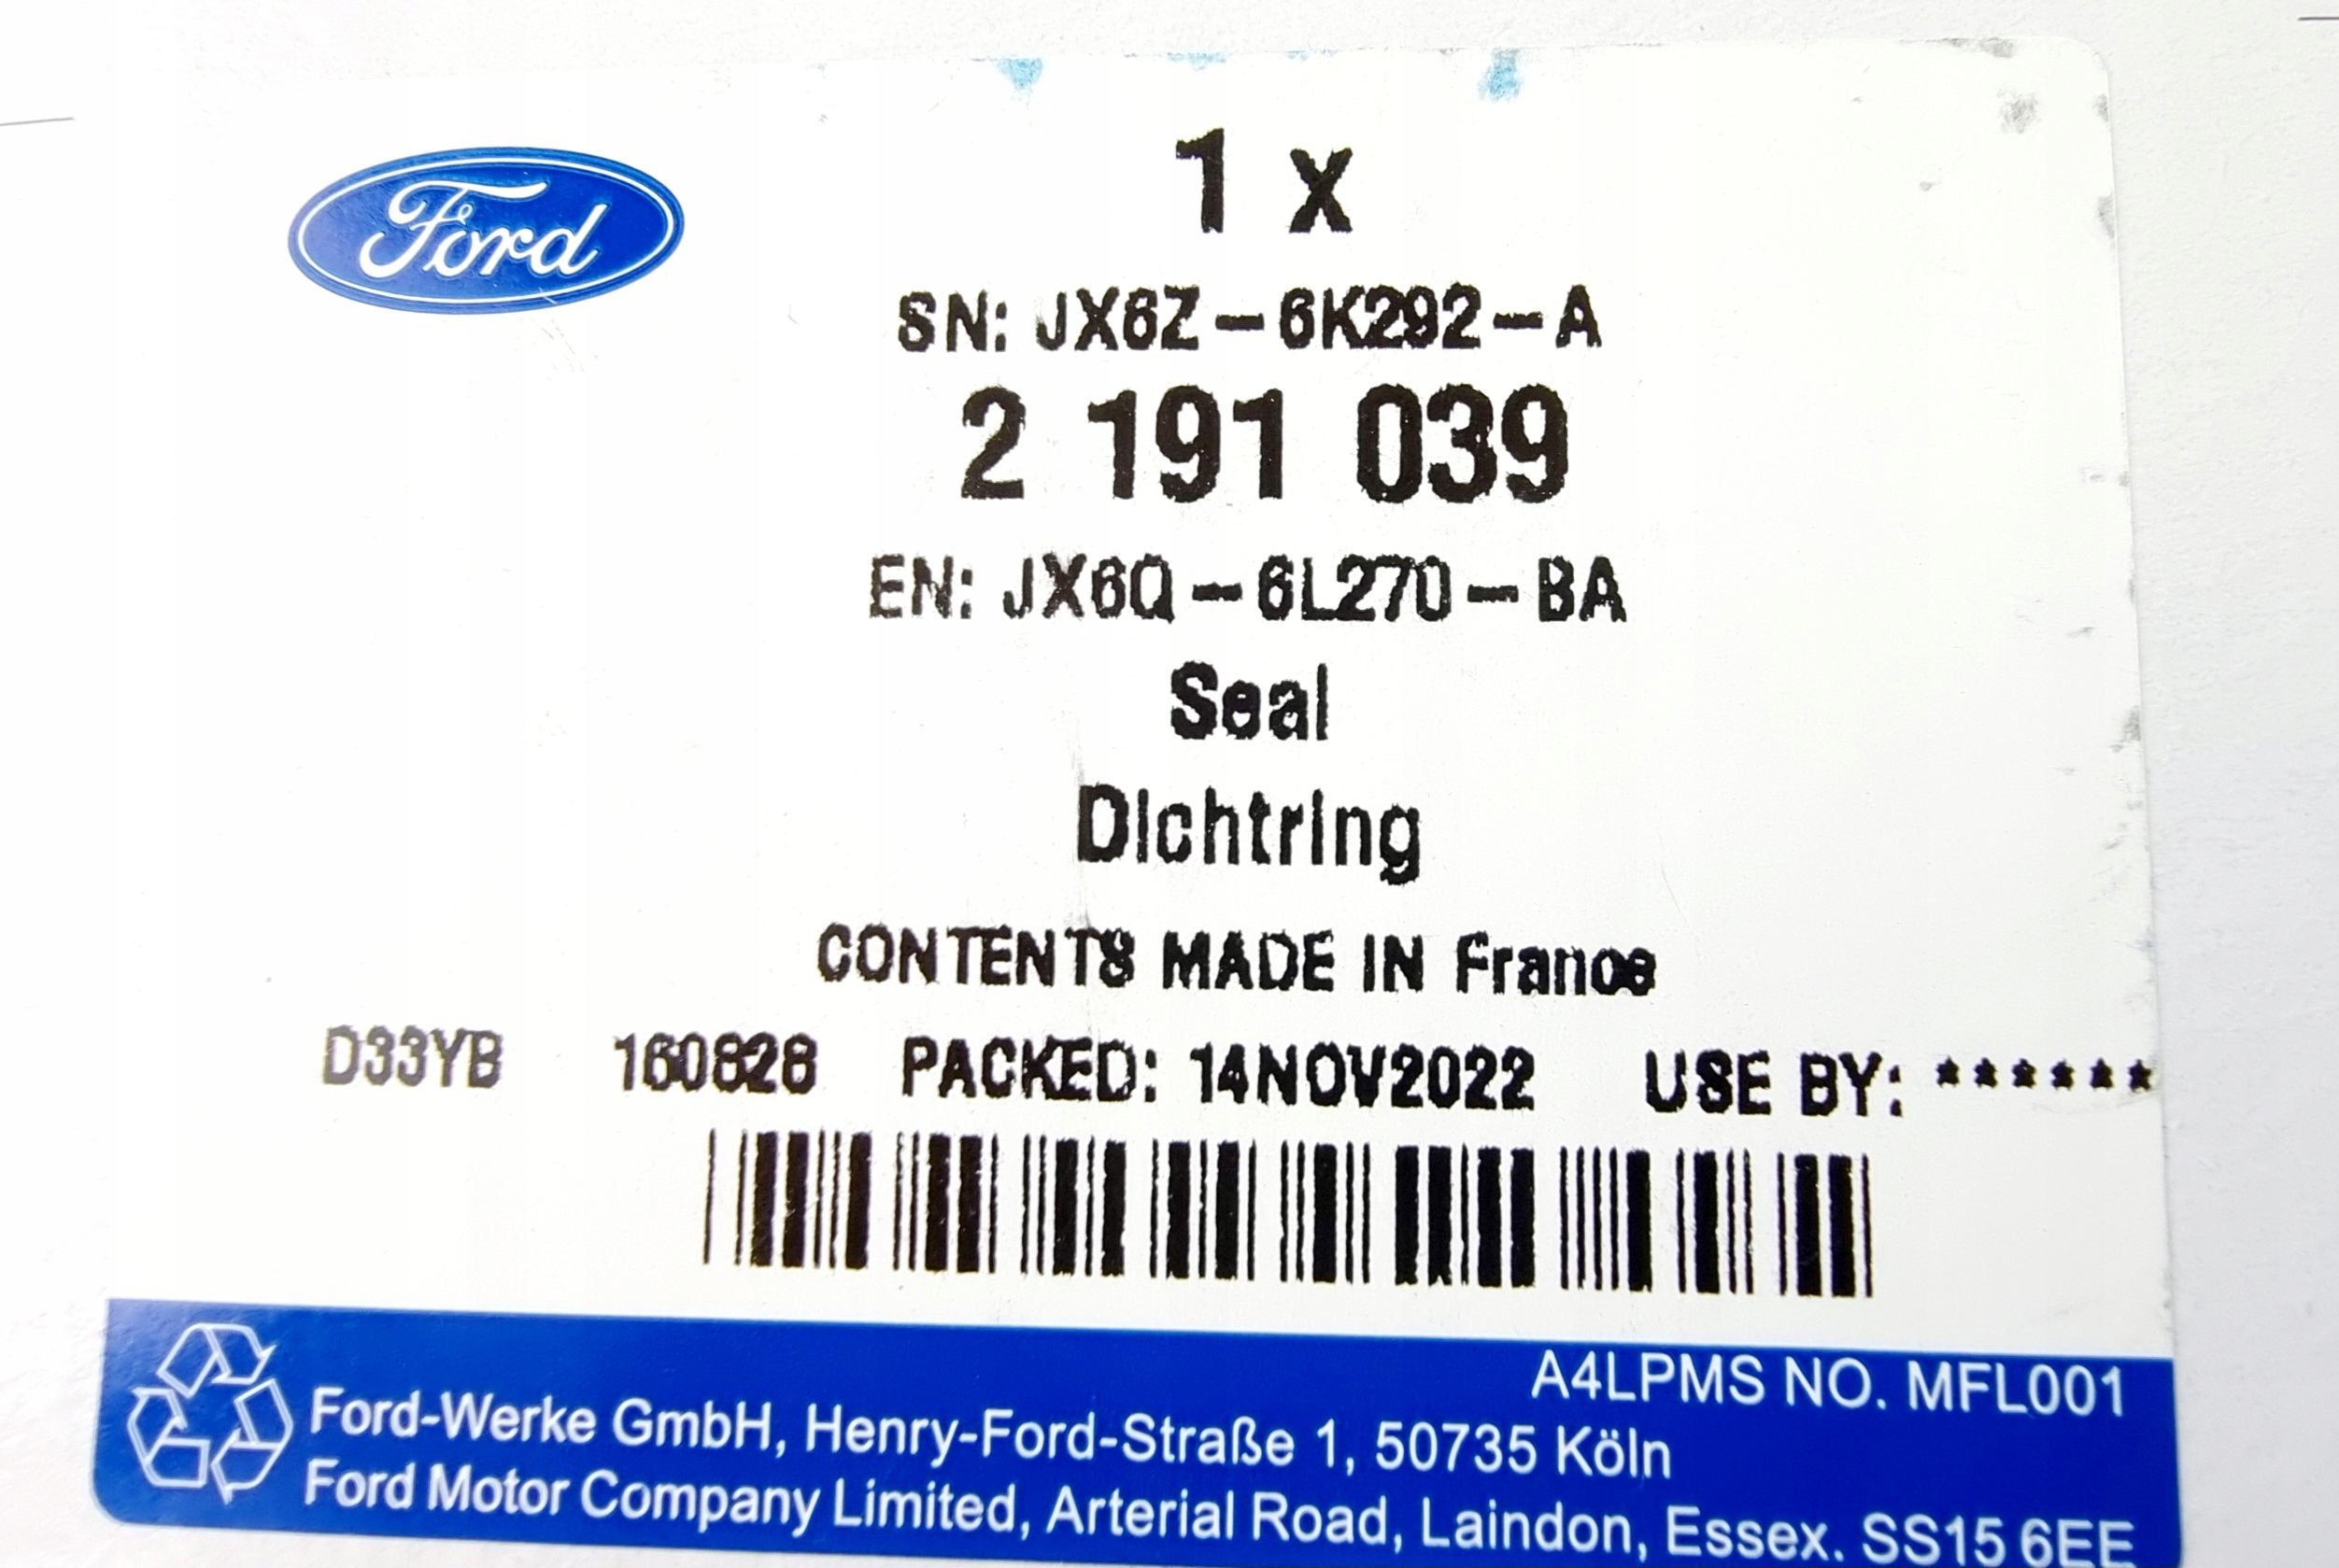 Ford
1 x
SN: JX6Z-6K292-A
2 191 039
EN: JX6Q-6L270-BA
Seal
Dichtring
CONTENTS MADE IN France
D33YB 160828 PACKED: 14NOV2022 USE BY: ******
A4LPMS NO. MFL001
Ford-Werke GmbH, Henry-Ford-Straße 1, 50735 Köln
Ford Motor Company Limited, Arterial Road, Laindon, Essex. SS15 6EE